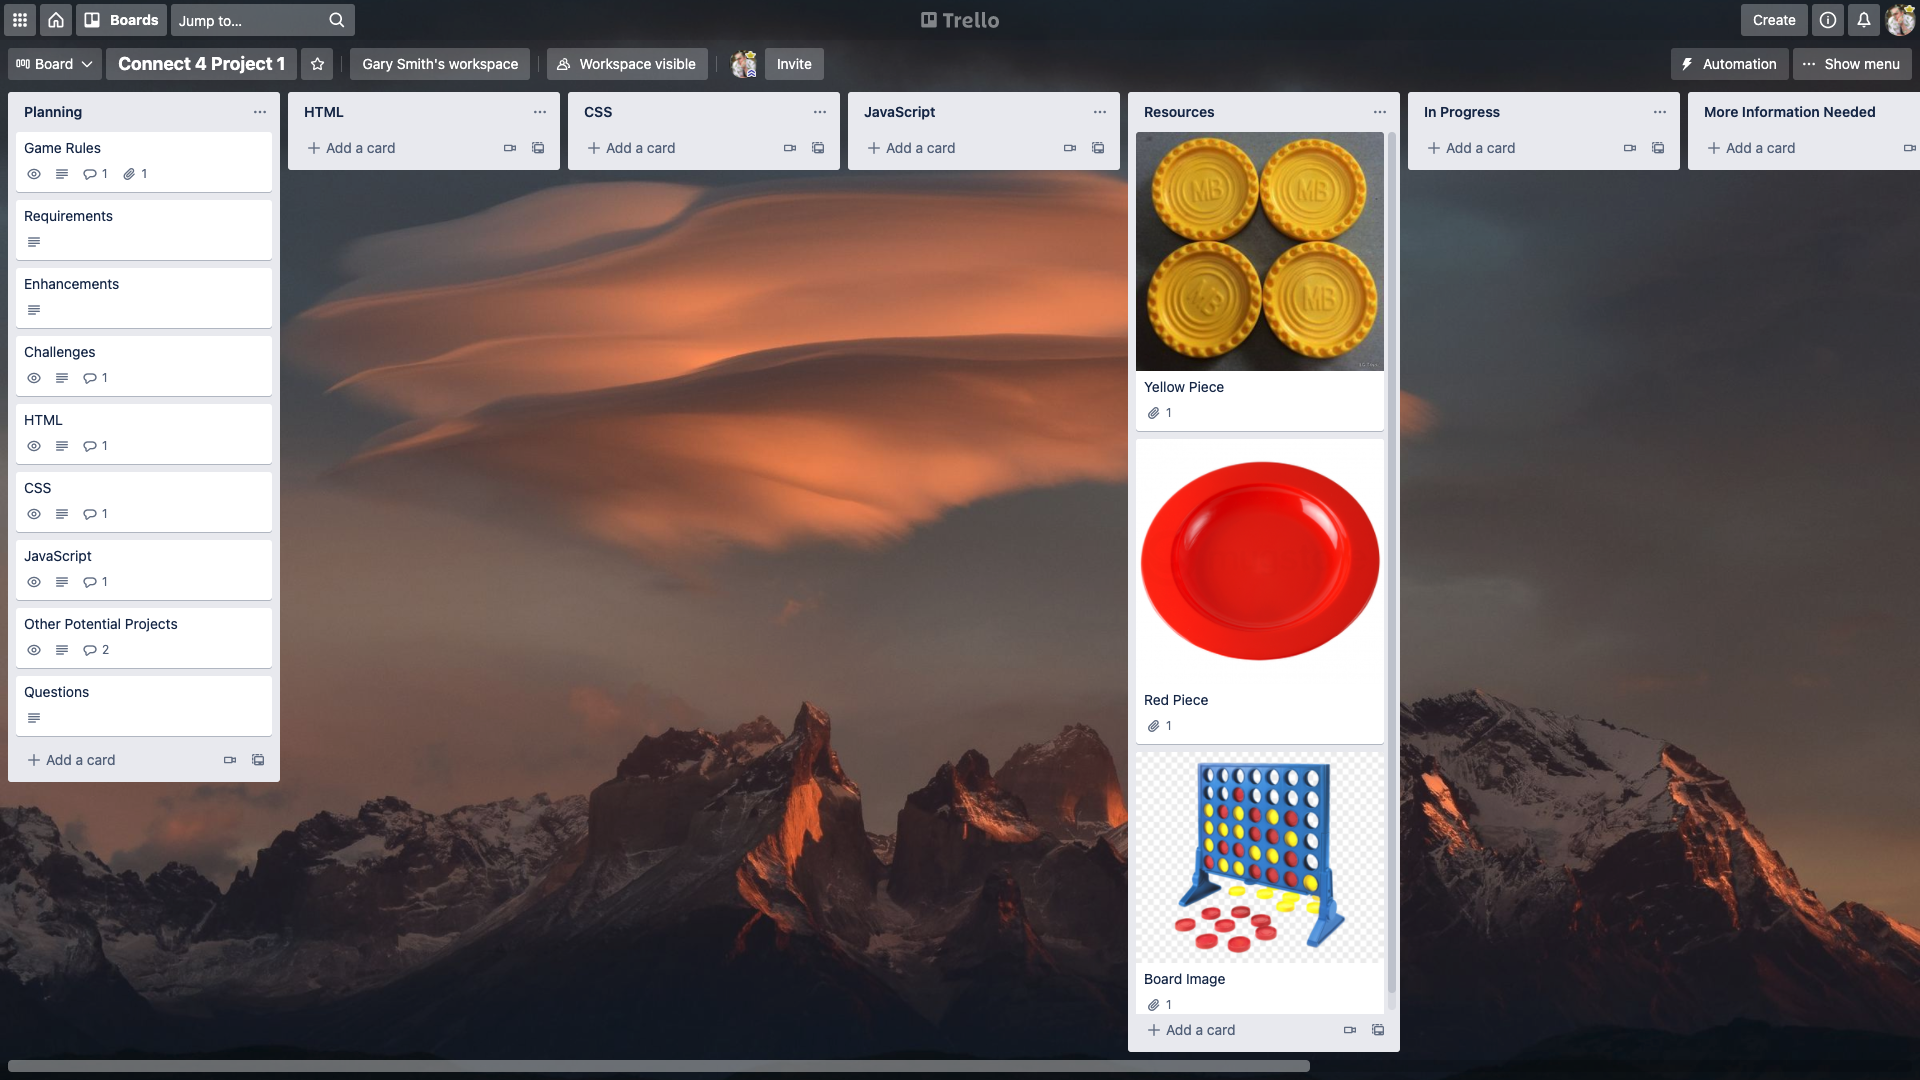 Boards
Jump to...
Trello
Create
Board
Connect 4 Project 1
Gary Smith's workspace
Workspace visible
Invite
Automation
Show menu
Planning
Game Rules
1
1
Requirements
Enhancements
Challenges
1
HTML
1
CSS
1
JavaScript
1
Other Potential Projects
2
Questions
Add a card
HTML
Add a card
CSS
Add a card
JavaScript
Add a card
Resources
MB
MB
MB
MB
Yellow Piece
1
Red Piece
1
Board Image
1
Add a card
In Progress
Add a card
More Information Needed
Add a card